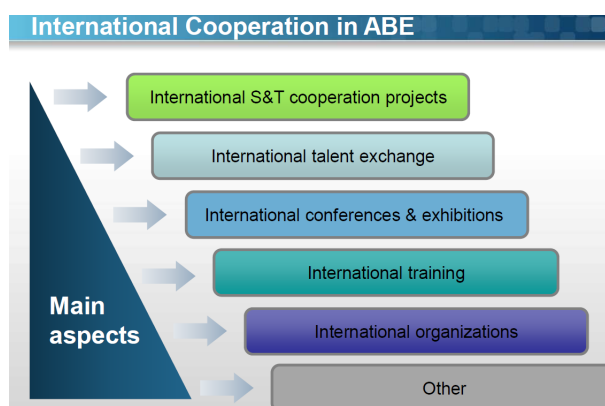 International Cooperation in ABE
International S&T cooperation projects
International talent exchange
International conferences & exhibitions
International training
Main
aspects
International organizations
Other